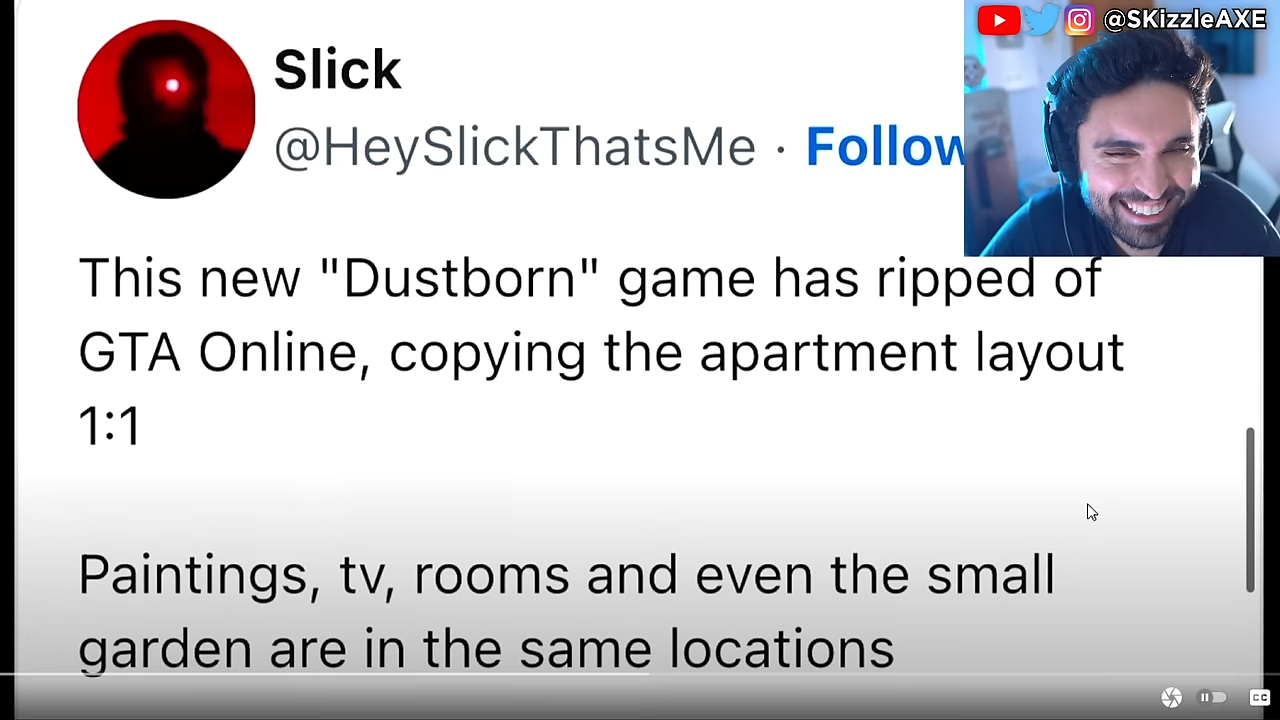 @SKizzleAXE
Slick
@HeySlickThatsMe · Follow
This new "Dustborn" game has ripped of
GTA Online, copying the apartment layout
1:1
Paintings, tv, rooms and even the small
garden are in the same locations
CC